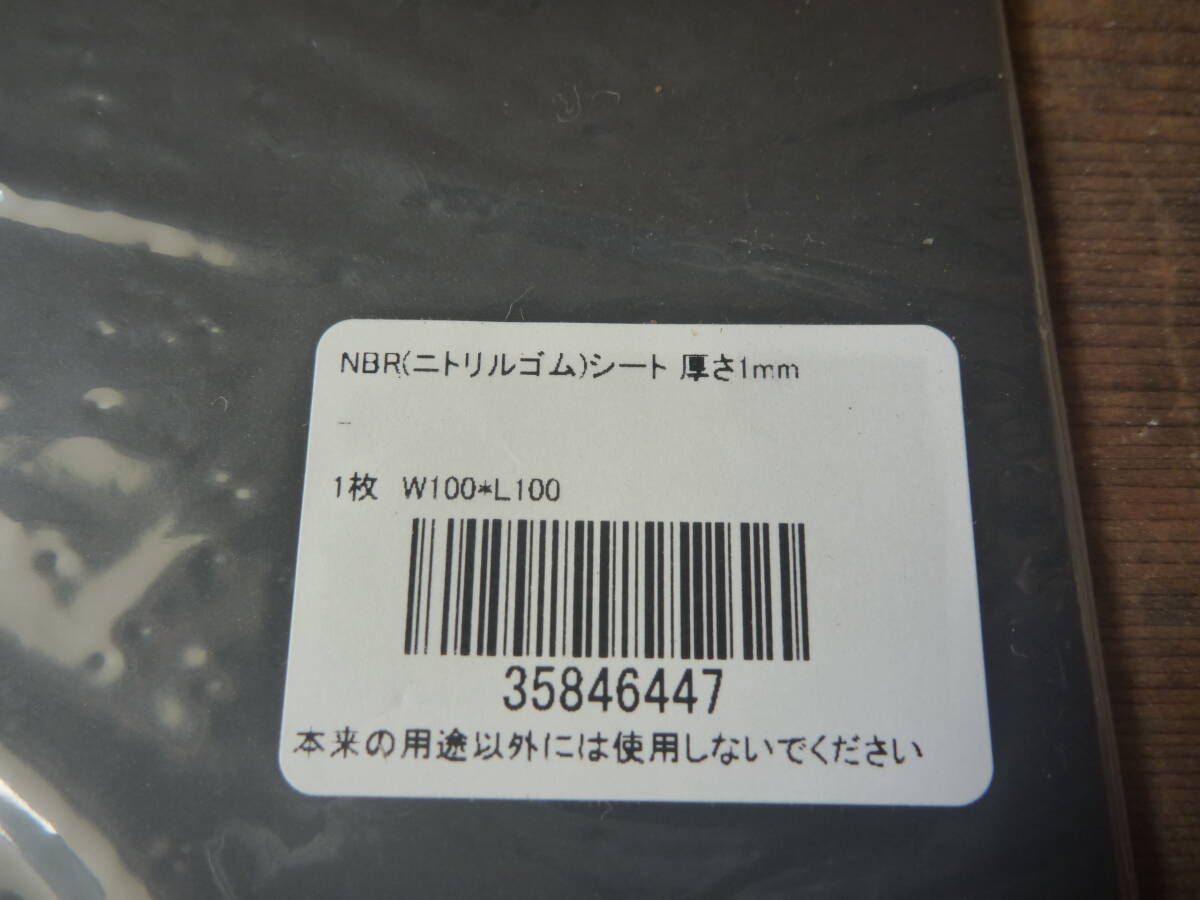 NBR(ニトリルゴム)シート 厚さ1mm
-
1枚 W100*L100
35846447
本来の用途以外には使用しないでください